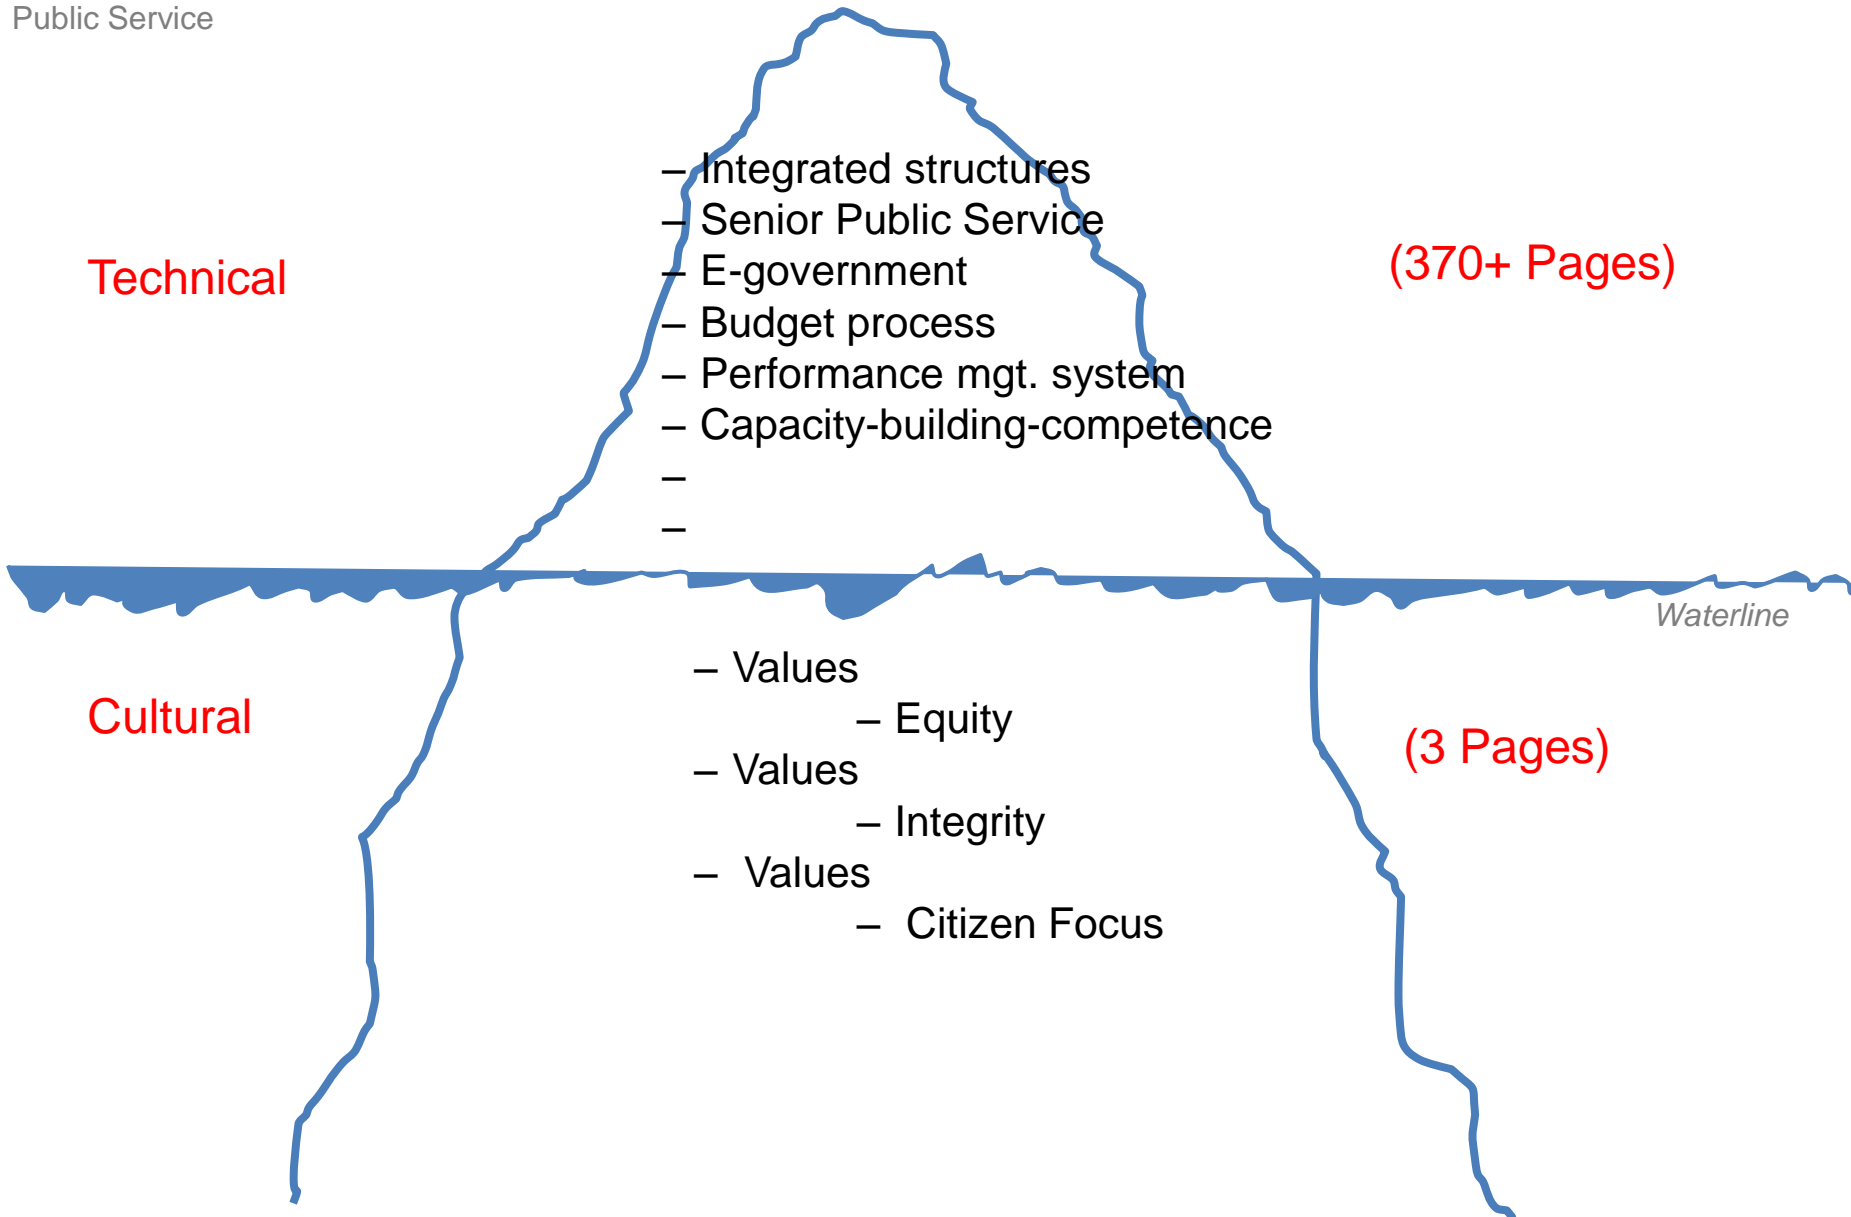 Public Service
– Integrated structures
– Senior Public Service
Technical
– E-government
(370+ Pages)
– Budget process
– Performance mgt. system
– Capacity-building-competence
–
–
Waterline
– Values
Cultural
– Equity
(3 Pages)
– Values
– Integrity
– Values
– Citizen Focus